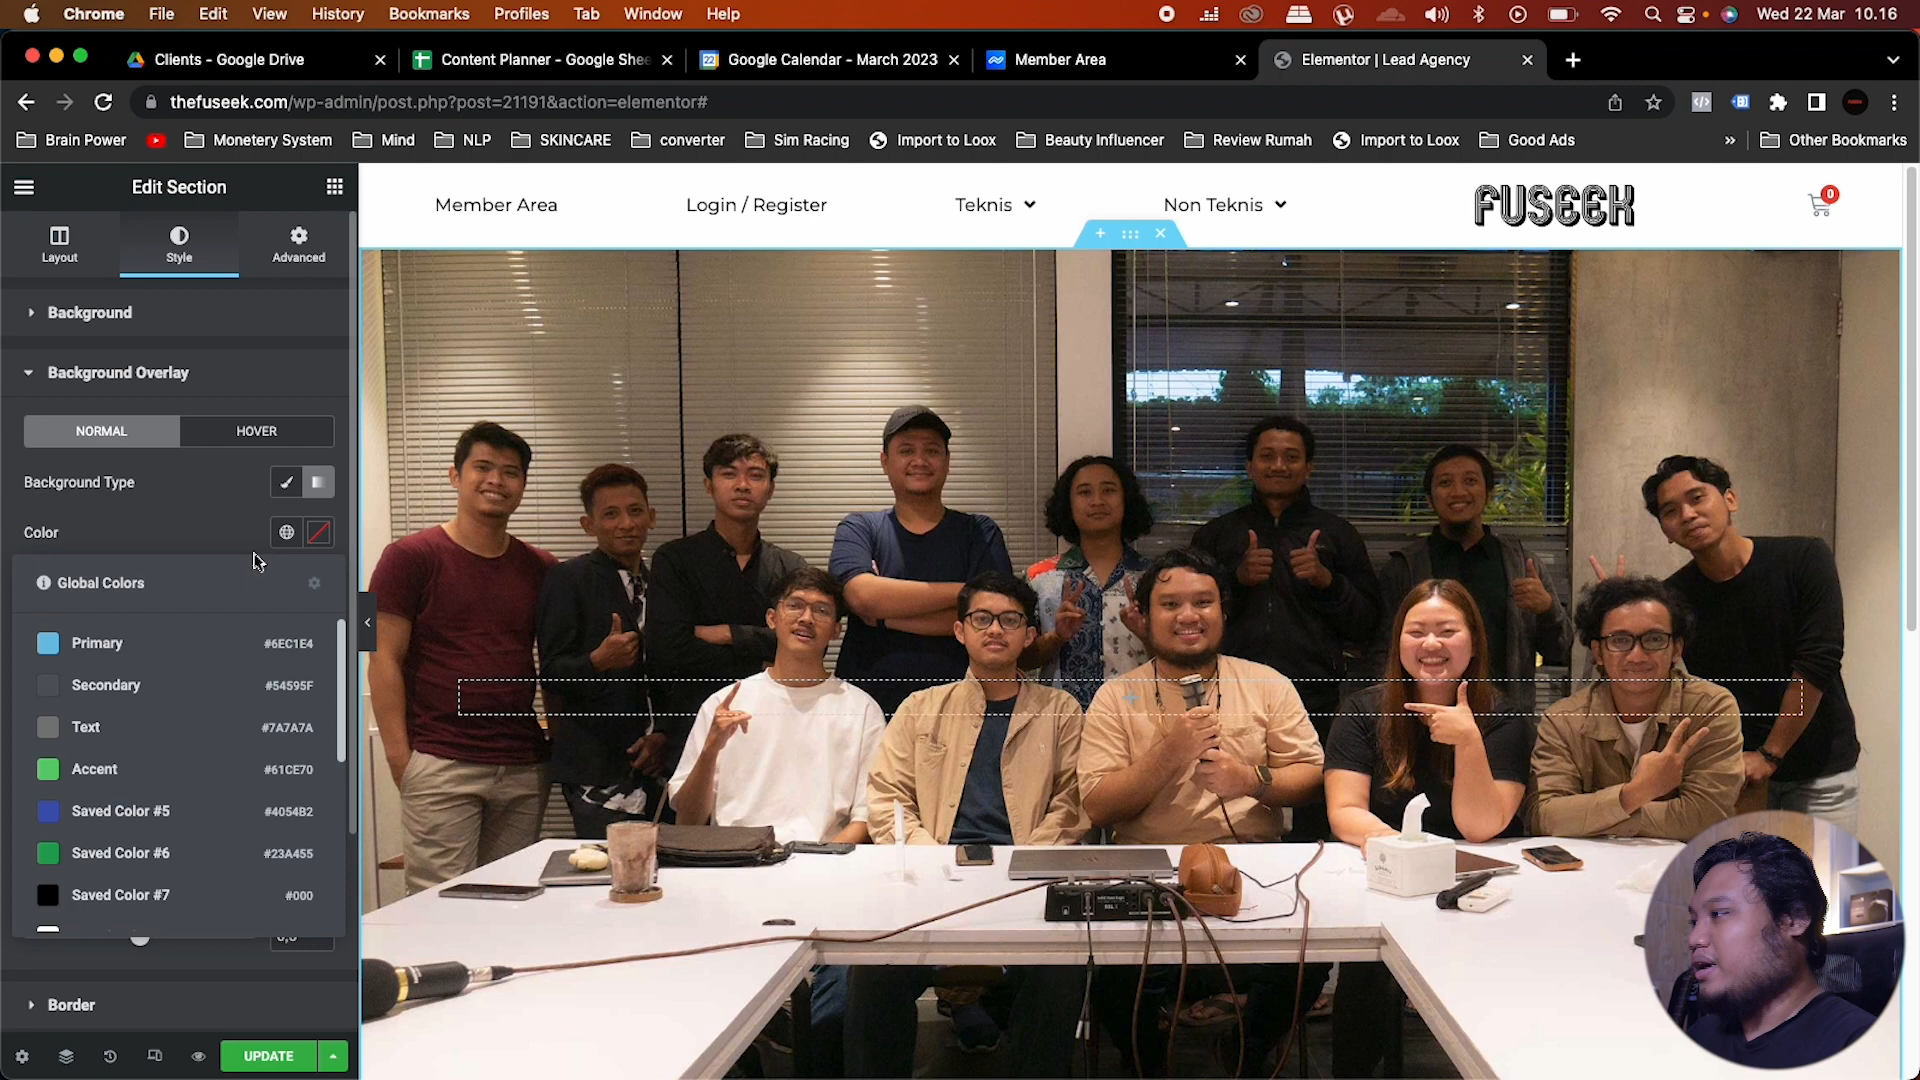 Chrome File Edit View History Bookmarks Profiles Tab Window Help Wed 22 Mar 10.16
Clients - Google Drive
Content Planner - Google Shee
Google Calendar - March 2023
Member Area
Elementor | Lead Agency
thefuseek.com/wp-admin/post.php?post=21191&action=elementor#
Brain Power
Monetery System
Mind
NLP
SKINCARE
converter
Sim Racing
Import to Loox
Beauty Influencer
Review Rumah
Import to Loox
Good Ads
»
Other Bookmarks
Edit Section
Layout
Style
Advanced
Background
Background Overlay
NORMAL
HOVER
Background Type
Color
Global Colors
Primary #6EC1E4
Secondary #54595F
Text #7A7A7A
Accent #61CE70
Saved Color #5 #4054B2
Saved Color #6 #23A455
Saved Color #7 #000
Border
UPDATE
Member Area
Login / Register
Teknis
Non Teknis
FUSEEK
0